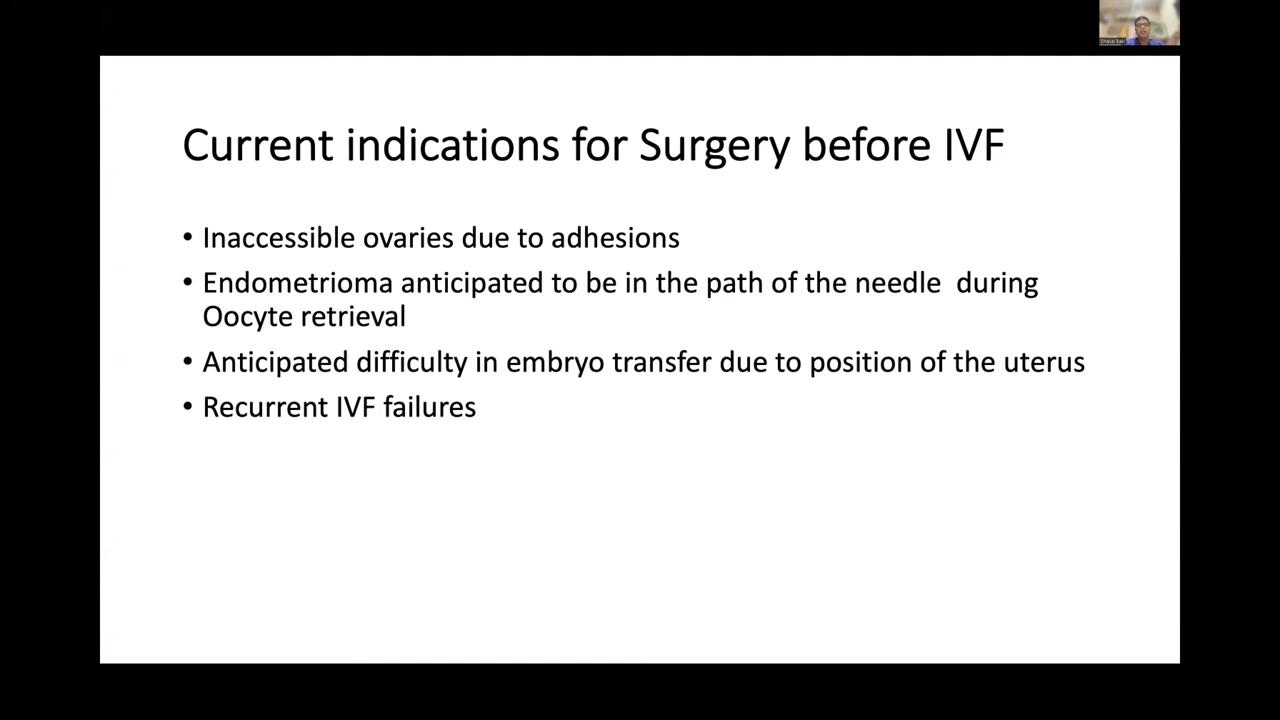 Current indications for Surgery before IVF
• Inaccessible ovaries due to adhesions
• Endometrioma anticipated to be in the path of the needle  during
Oocyte retrieval
• Anticipated difficulty in embryo transfer due to position of the uterus
• Recurrent IVF failures